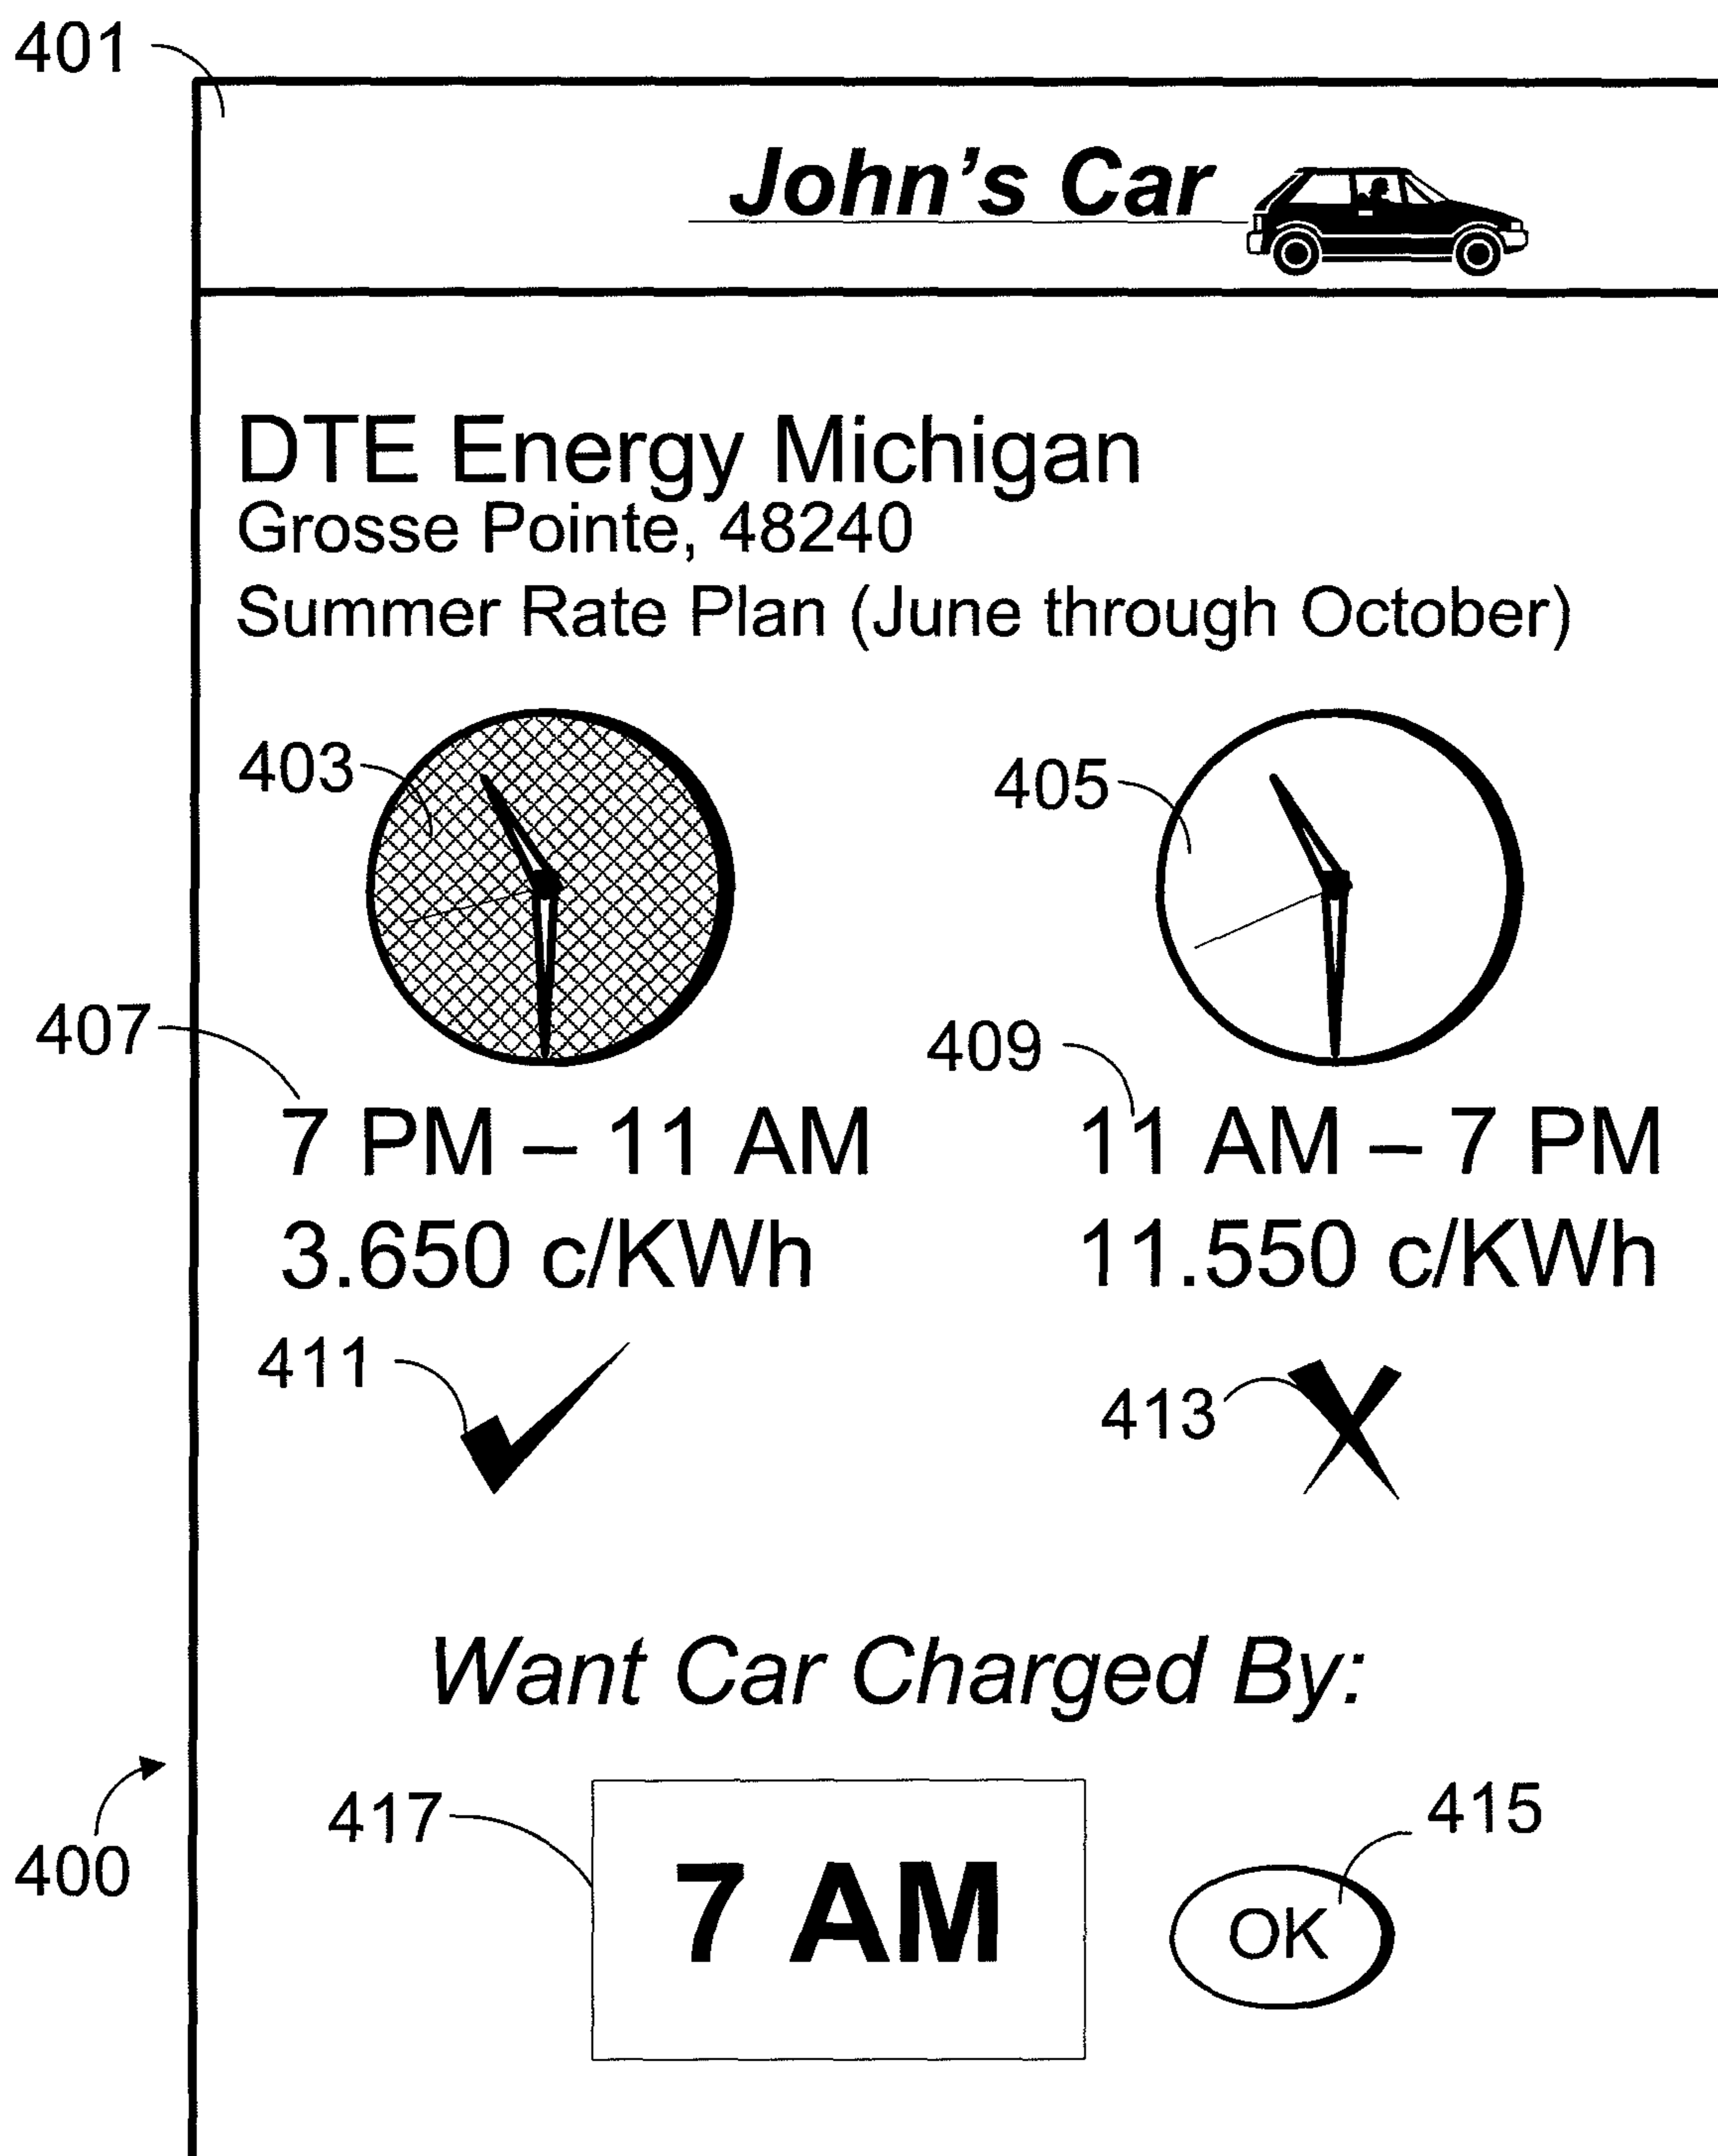 401
John's Car
DTE Energy Michigan
Grosse Pointe, 48240
Summer Rate Plan (June through October)
403
405
407
409
7 PM – 11 AM
11 AM – 7 PM
3.650 c/KWh
11.550 c/KWh
411
413
Want Car Charged By:
400
417
7 AM
415
OK